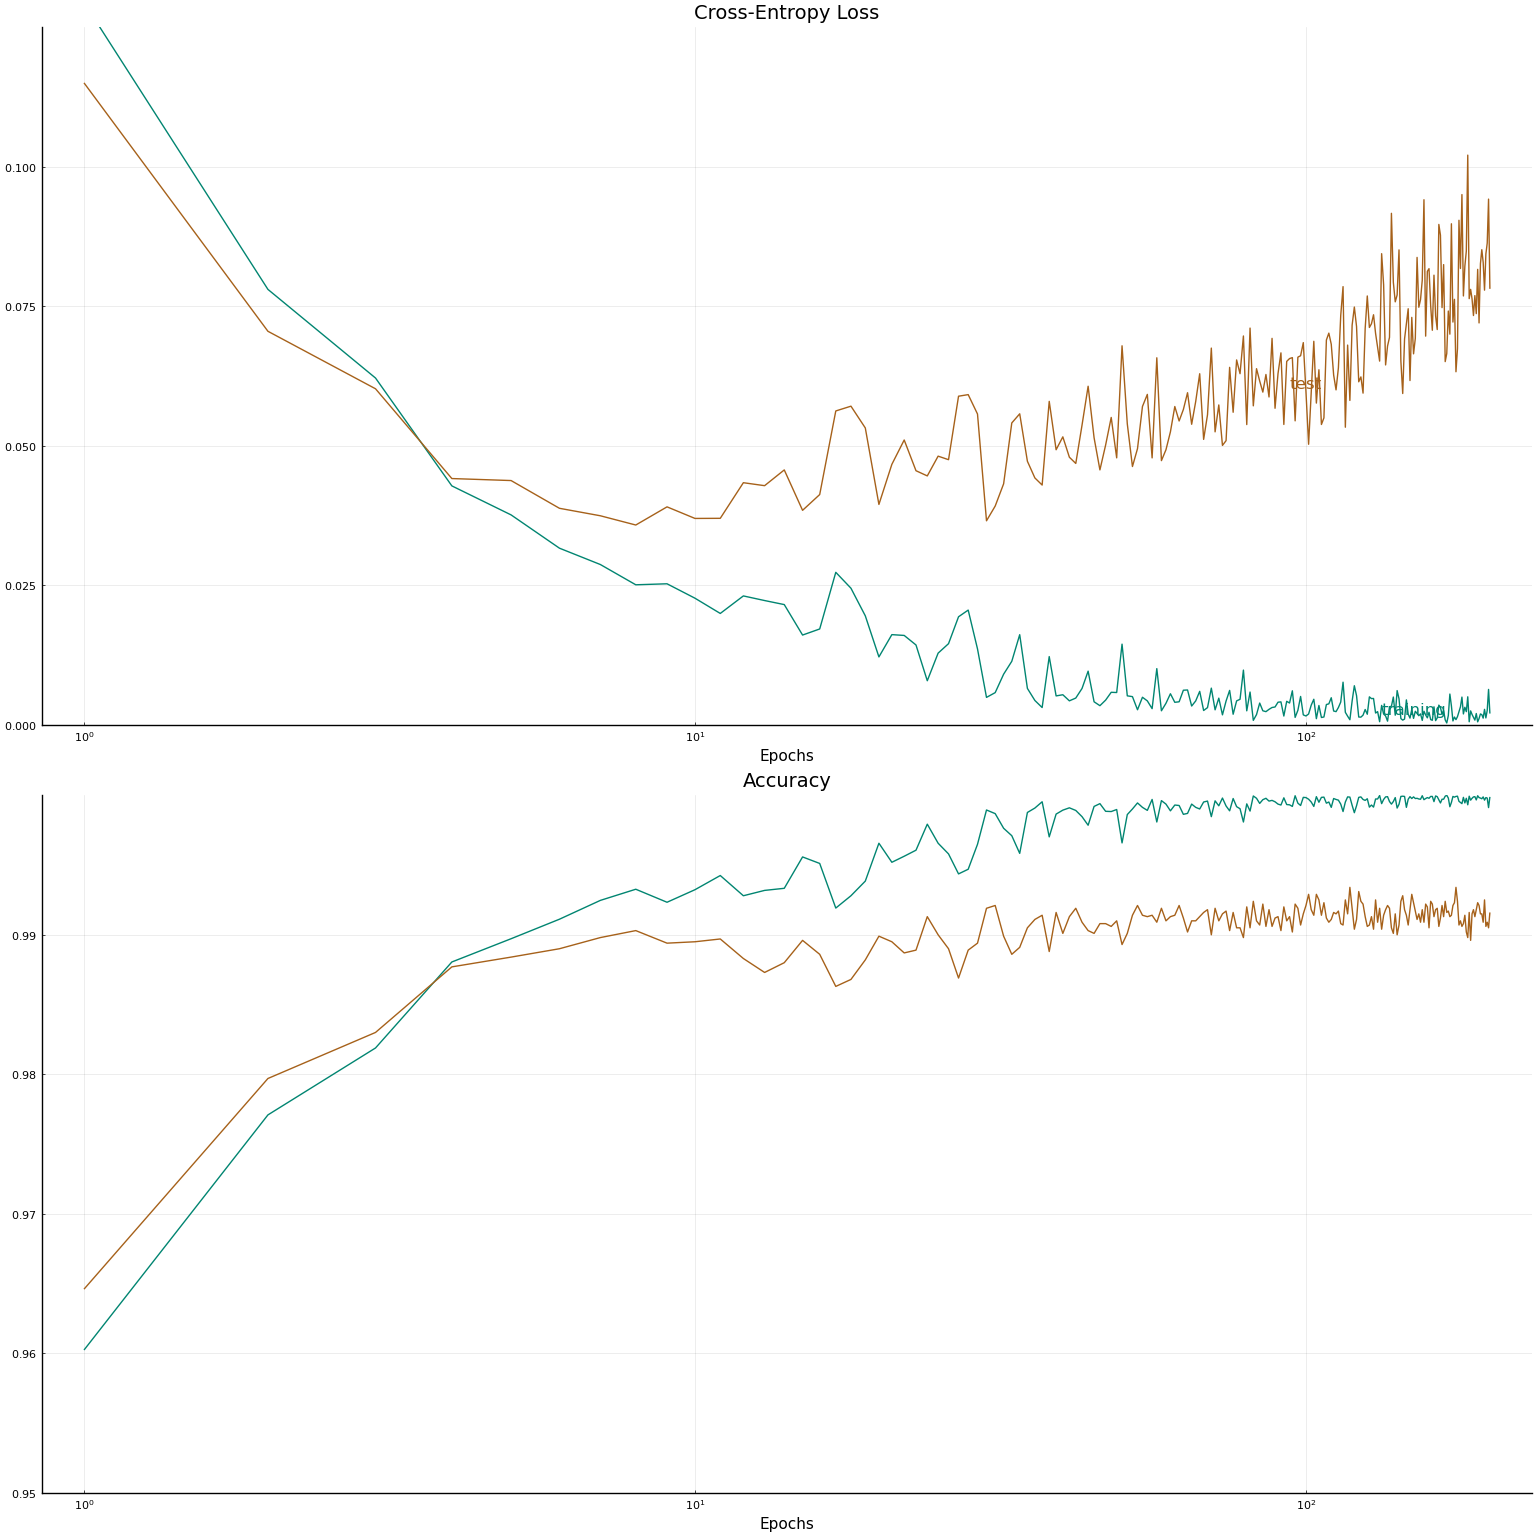 Cross-Entropy Loss
0.100
0.075
test
0.050
0.025
training
0.000
10⁰ 10¹ 10²
Epochs
Accuracy
0.99
0.98
0.97
0.96
0.95
10⁰ 10¹ 10²
Epochs